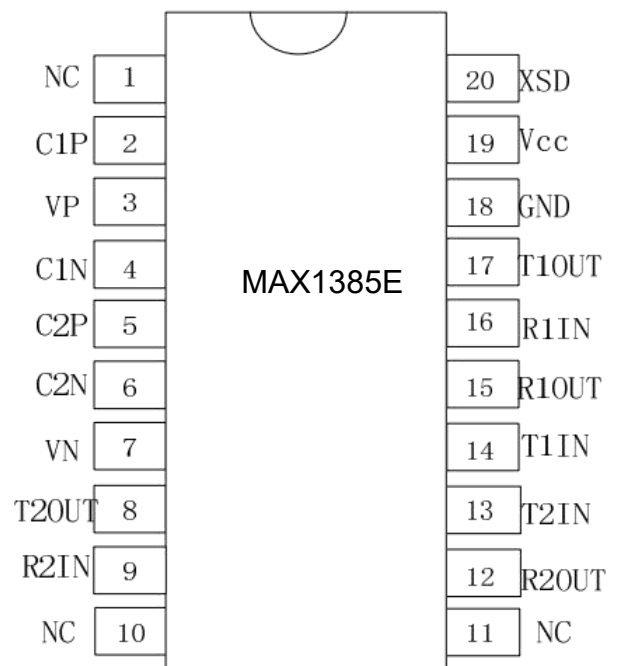 NC 1 20 XSD
C1P 2 19 Vcc
VP 3 18 GND
C1N 4 17 T1OUT
MAX1385E
C2P 5 16 R1IN
C2N 6 15 R1OUT
VN 7 14 T1IN
T2OUT 8 13 T2IN
R2IN 9 12 R2OUT
NC 10 11 NC